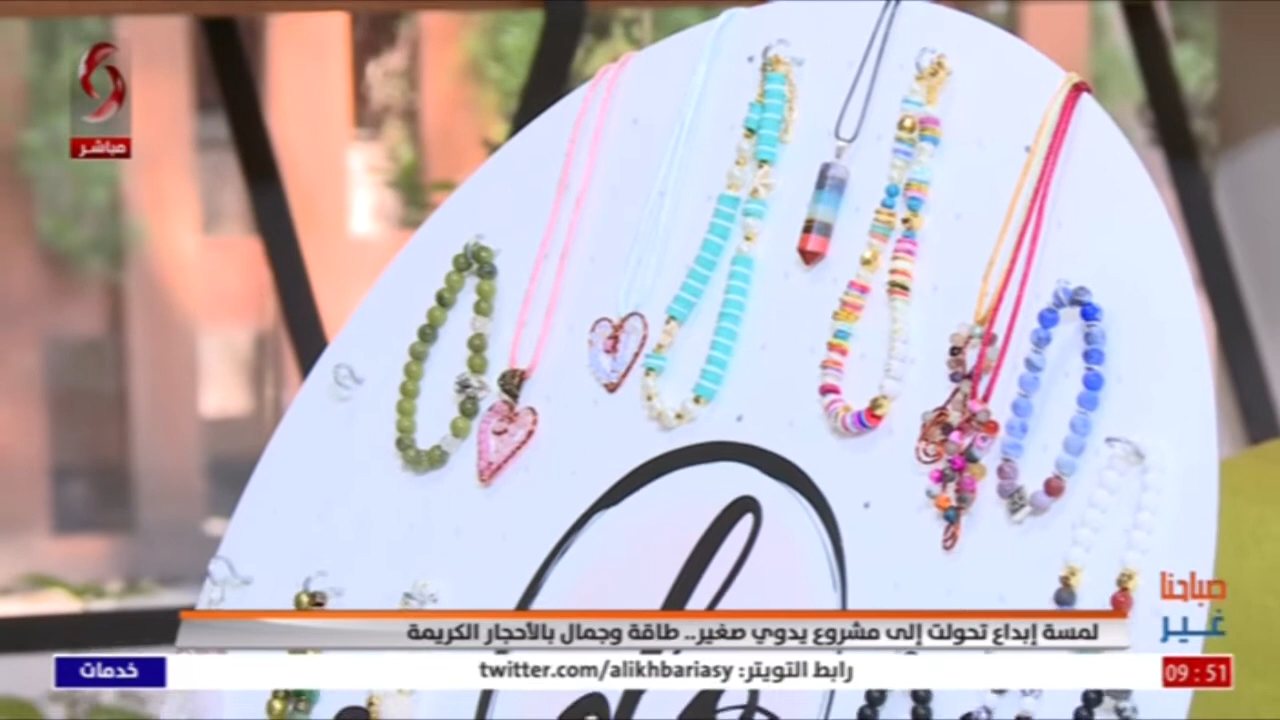 مباشر
صباحنا
غير
لمسة إبداع تحولت إلى مشروع يدوي صغير.. طاقة وجمال بالأحجار الكريمة
خدمات
رابط التويتر: twitter.com/alikhbariasy
09:51